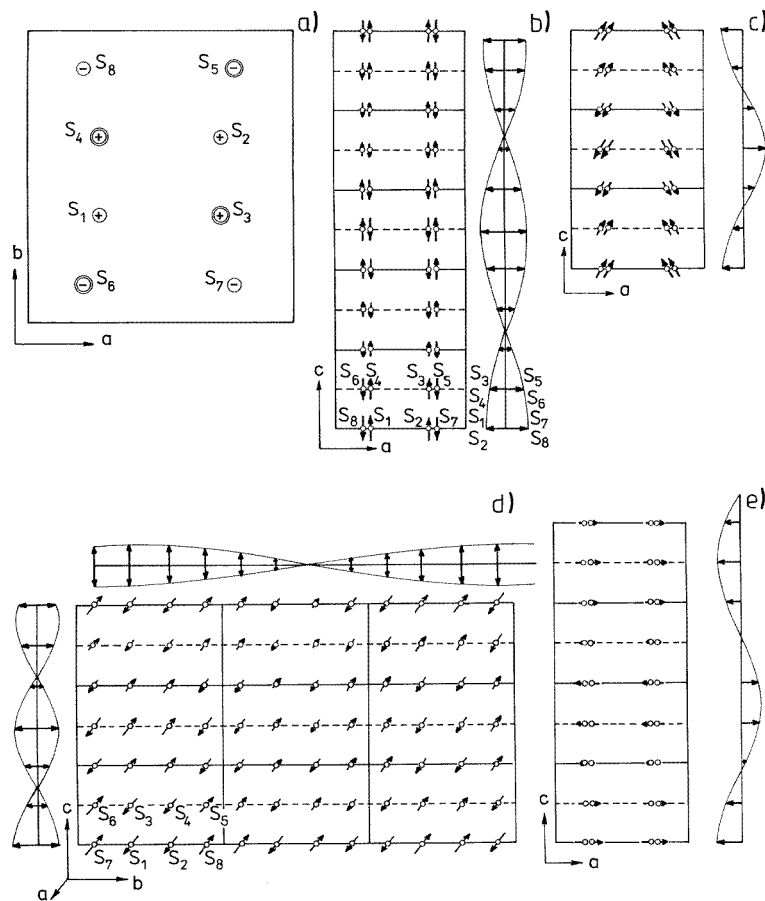 a)
⊖ S₈ S₅ ⊖
S₄ ⊕ ⊕ S₂
S₁ ⊕ ⊕ S₃
S₆ ⊖ S₇ ⊖
b
a
b)
S₆ S₄ S₃ S₅
S₈ S₁ S₂ S₇
c
a
S₃ S₅
S₄ S₆
S₁ S₇
S₂ S₈
c)
c
a
d)
S₆ S₃ S₄ S₅
S₇ S₁ S₂ S₈
c
a b
e)
c
a